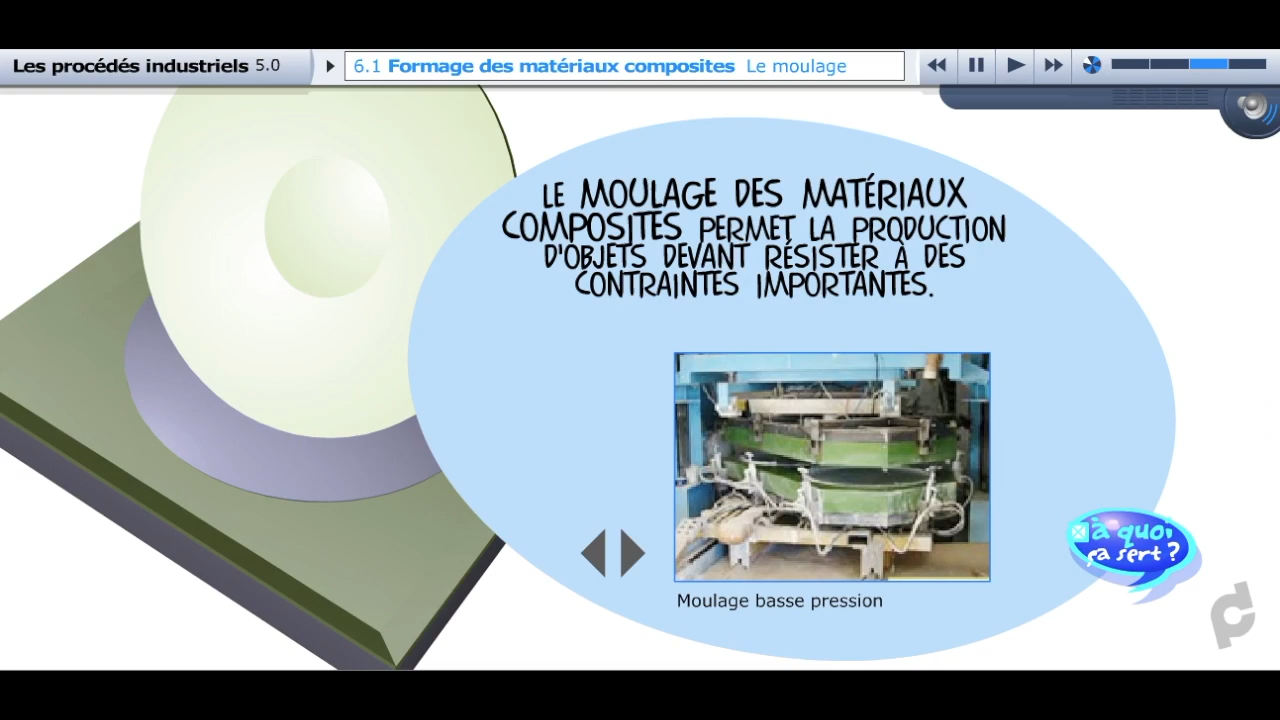 Les procédés industriels 5.0
6.1 Formage des matériaux composites Le moulage
LE MOULAGE DES MATÉRIAUX
COMPOSITES PERMET LA PRODUCTION
D'OBJETS DEVANT RÉSISTER À DES
CONTRAINTES IMPORTANTES.
à quoi
ça sert ?
Moulage basse pression